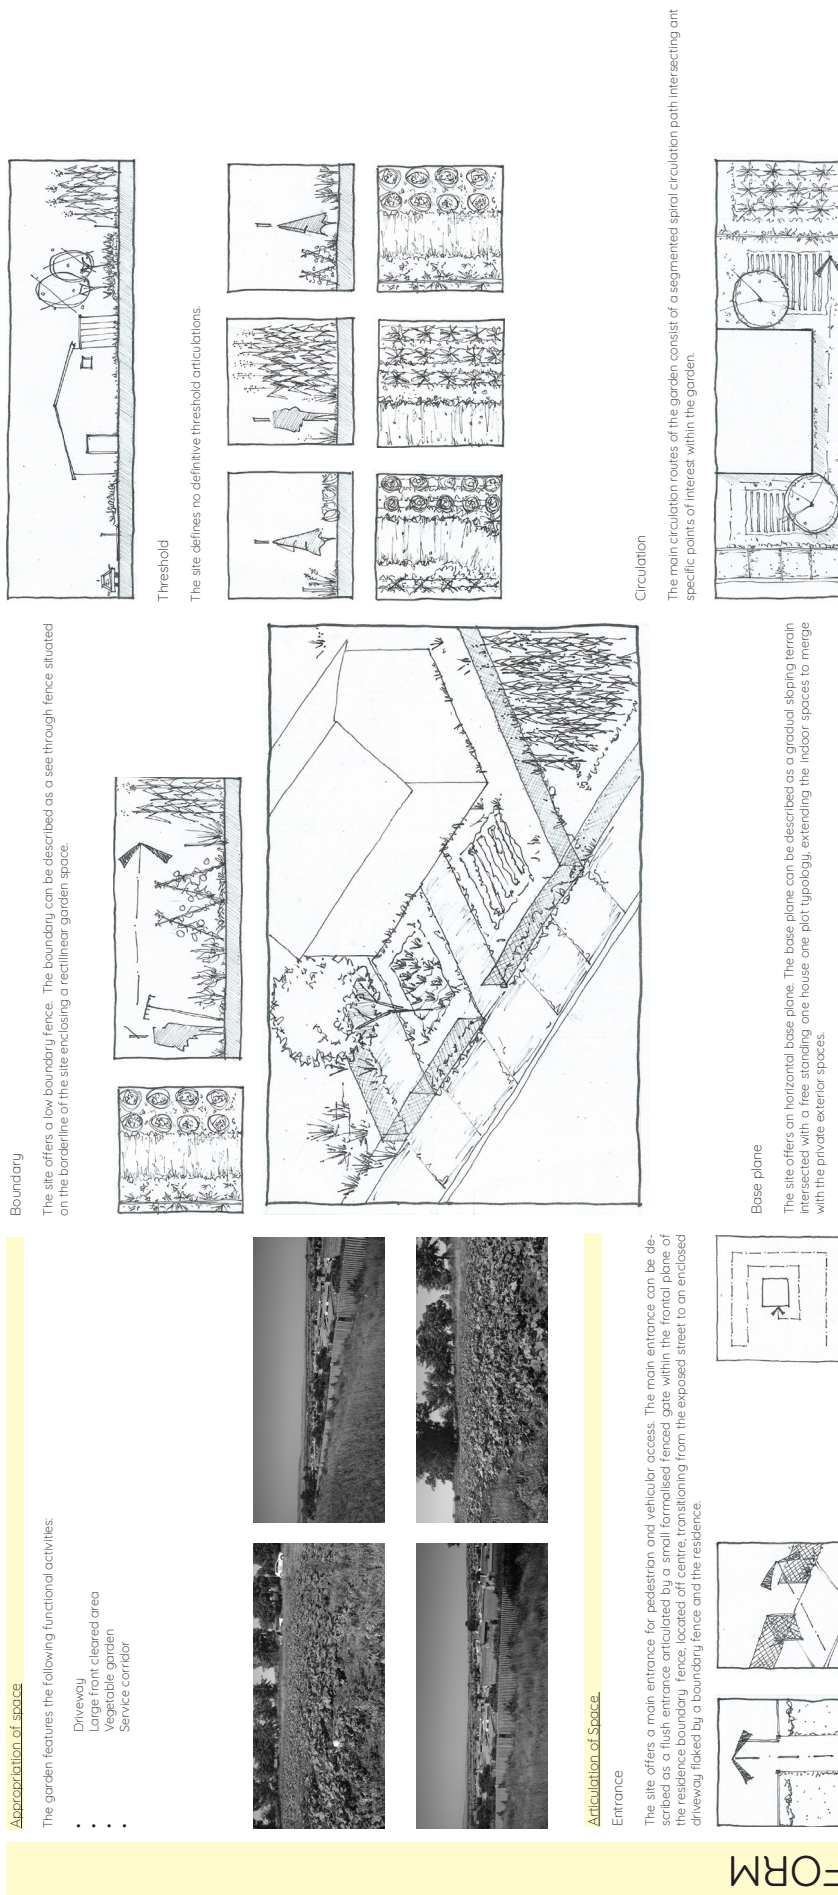 FORM
Appropriation of space
The garden features the following functional activities:
• Driveway
• Large front cleared area
• Vegetable garden
• Service corridor
Articulation of Space
Entrance
The site offers a main entrance for pedestrian and vehicular access. The main entrance can be de-
scribed as a flush entrance articulated by a small formalised fenced gate within the frontal plane of
the residence boundary fence, located off centre, transitioning from the exposed street to an enclosed
driveway flaked by a boundary fence and the residence.
Boundary
The site offers a low boundary fence. The boundary can be described as a see through fence situated
on the borderline of the site enclosing a rectilinear garden space.
Base plane
The site offers an horizontal base plane. The base plane can be described as a gradual sloping terrain
intersected with a free standing one house one plot typology, extending the indoor spaces to merge
with the private exterior spaces.
Threshold
The site defines no definitive threshold articulations.
Circulation
The main circulation routes of the garden consist of a segmented spiral circulation path intersecting ant
specific points of interest within the garden.